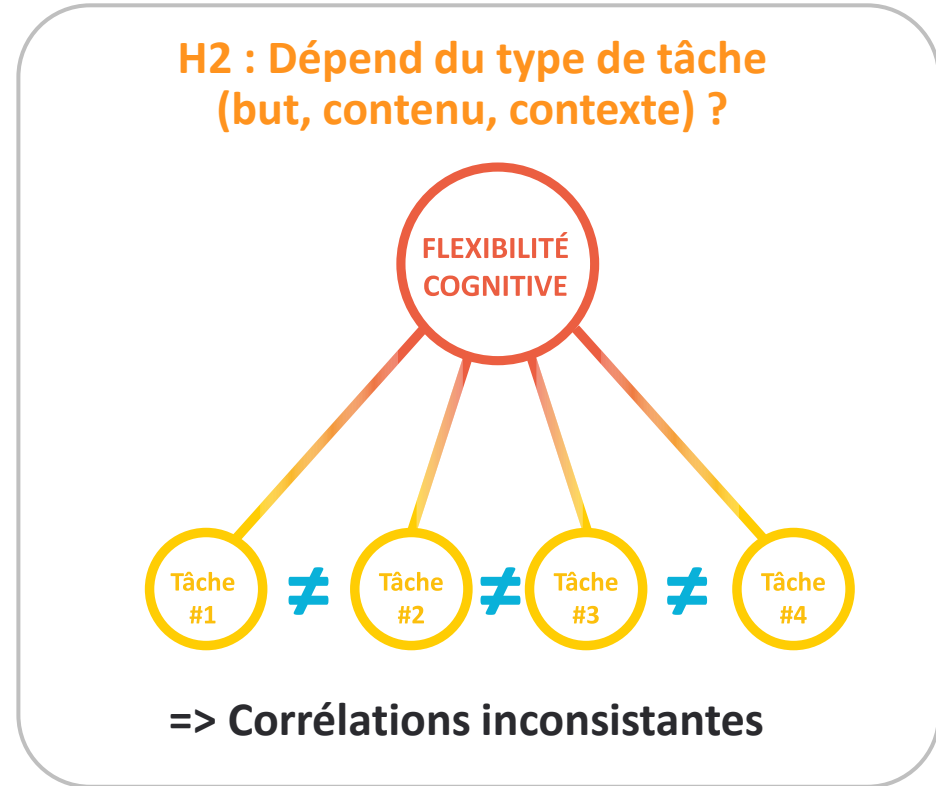 H2 : Dépend du type de tâche
(but, contenu, contexte) ?
FLEXIBILITÉ
COGNITIVE
Tâche
#1
≠
Tâche
#2
≠
Tâche
#3
≠
Tâche
#4
=> Corrélations inconsistantes